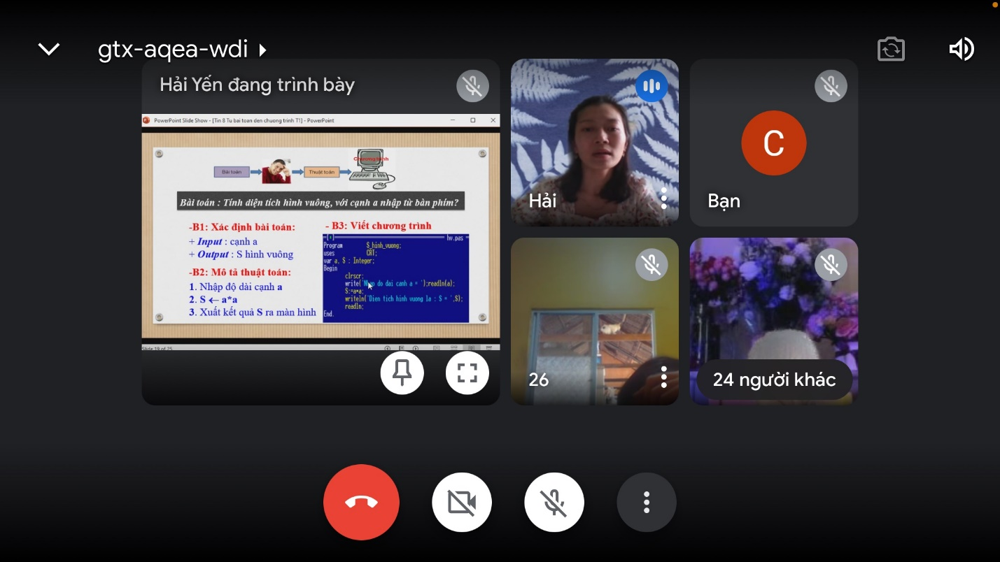 gtx-aqea-wdi
Hải Yến đang trình bày
PowerPoint Slide Show - [Tin 8 Tu bai toan den chuong trinh T1] - PowerPoint
Bài toán
Thuật toán
Chương trình
Bài toán : Tính diện tích hình vuông, với cạnh a nhập từ bàn phím?
-B1: Xác định bài toán:
+ Input : cạnh a
+ Output : S hình vuông
-B2: Mô tả thuật toán:
1. Nhập độ dài cạnh a
2. S ← a*a
3. Xuất kết quả S ra màn hình
- B3: Viết chương trình
hv.pas
Program S_hinh_vuong;
uses CRT;
var a, S : Integer;
Begin
clrscr;
write('Nhap do dai canh a = ');readln(a);
S:=a*a;
writeln('Dien tich hinh vuong la : S = ',S);
readln;
End.
Slide 19 of 25
Hải
C
Bạn
26
24 người khác